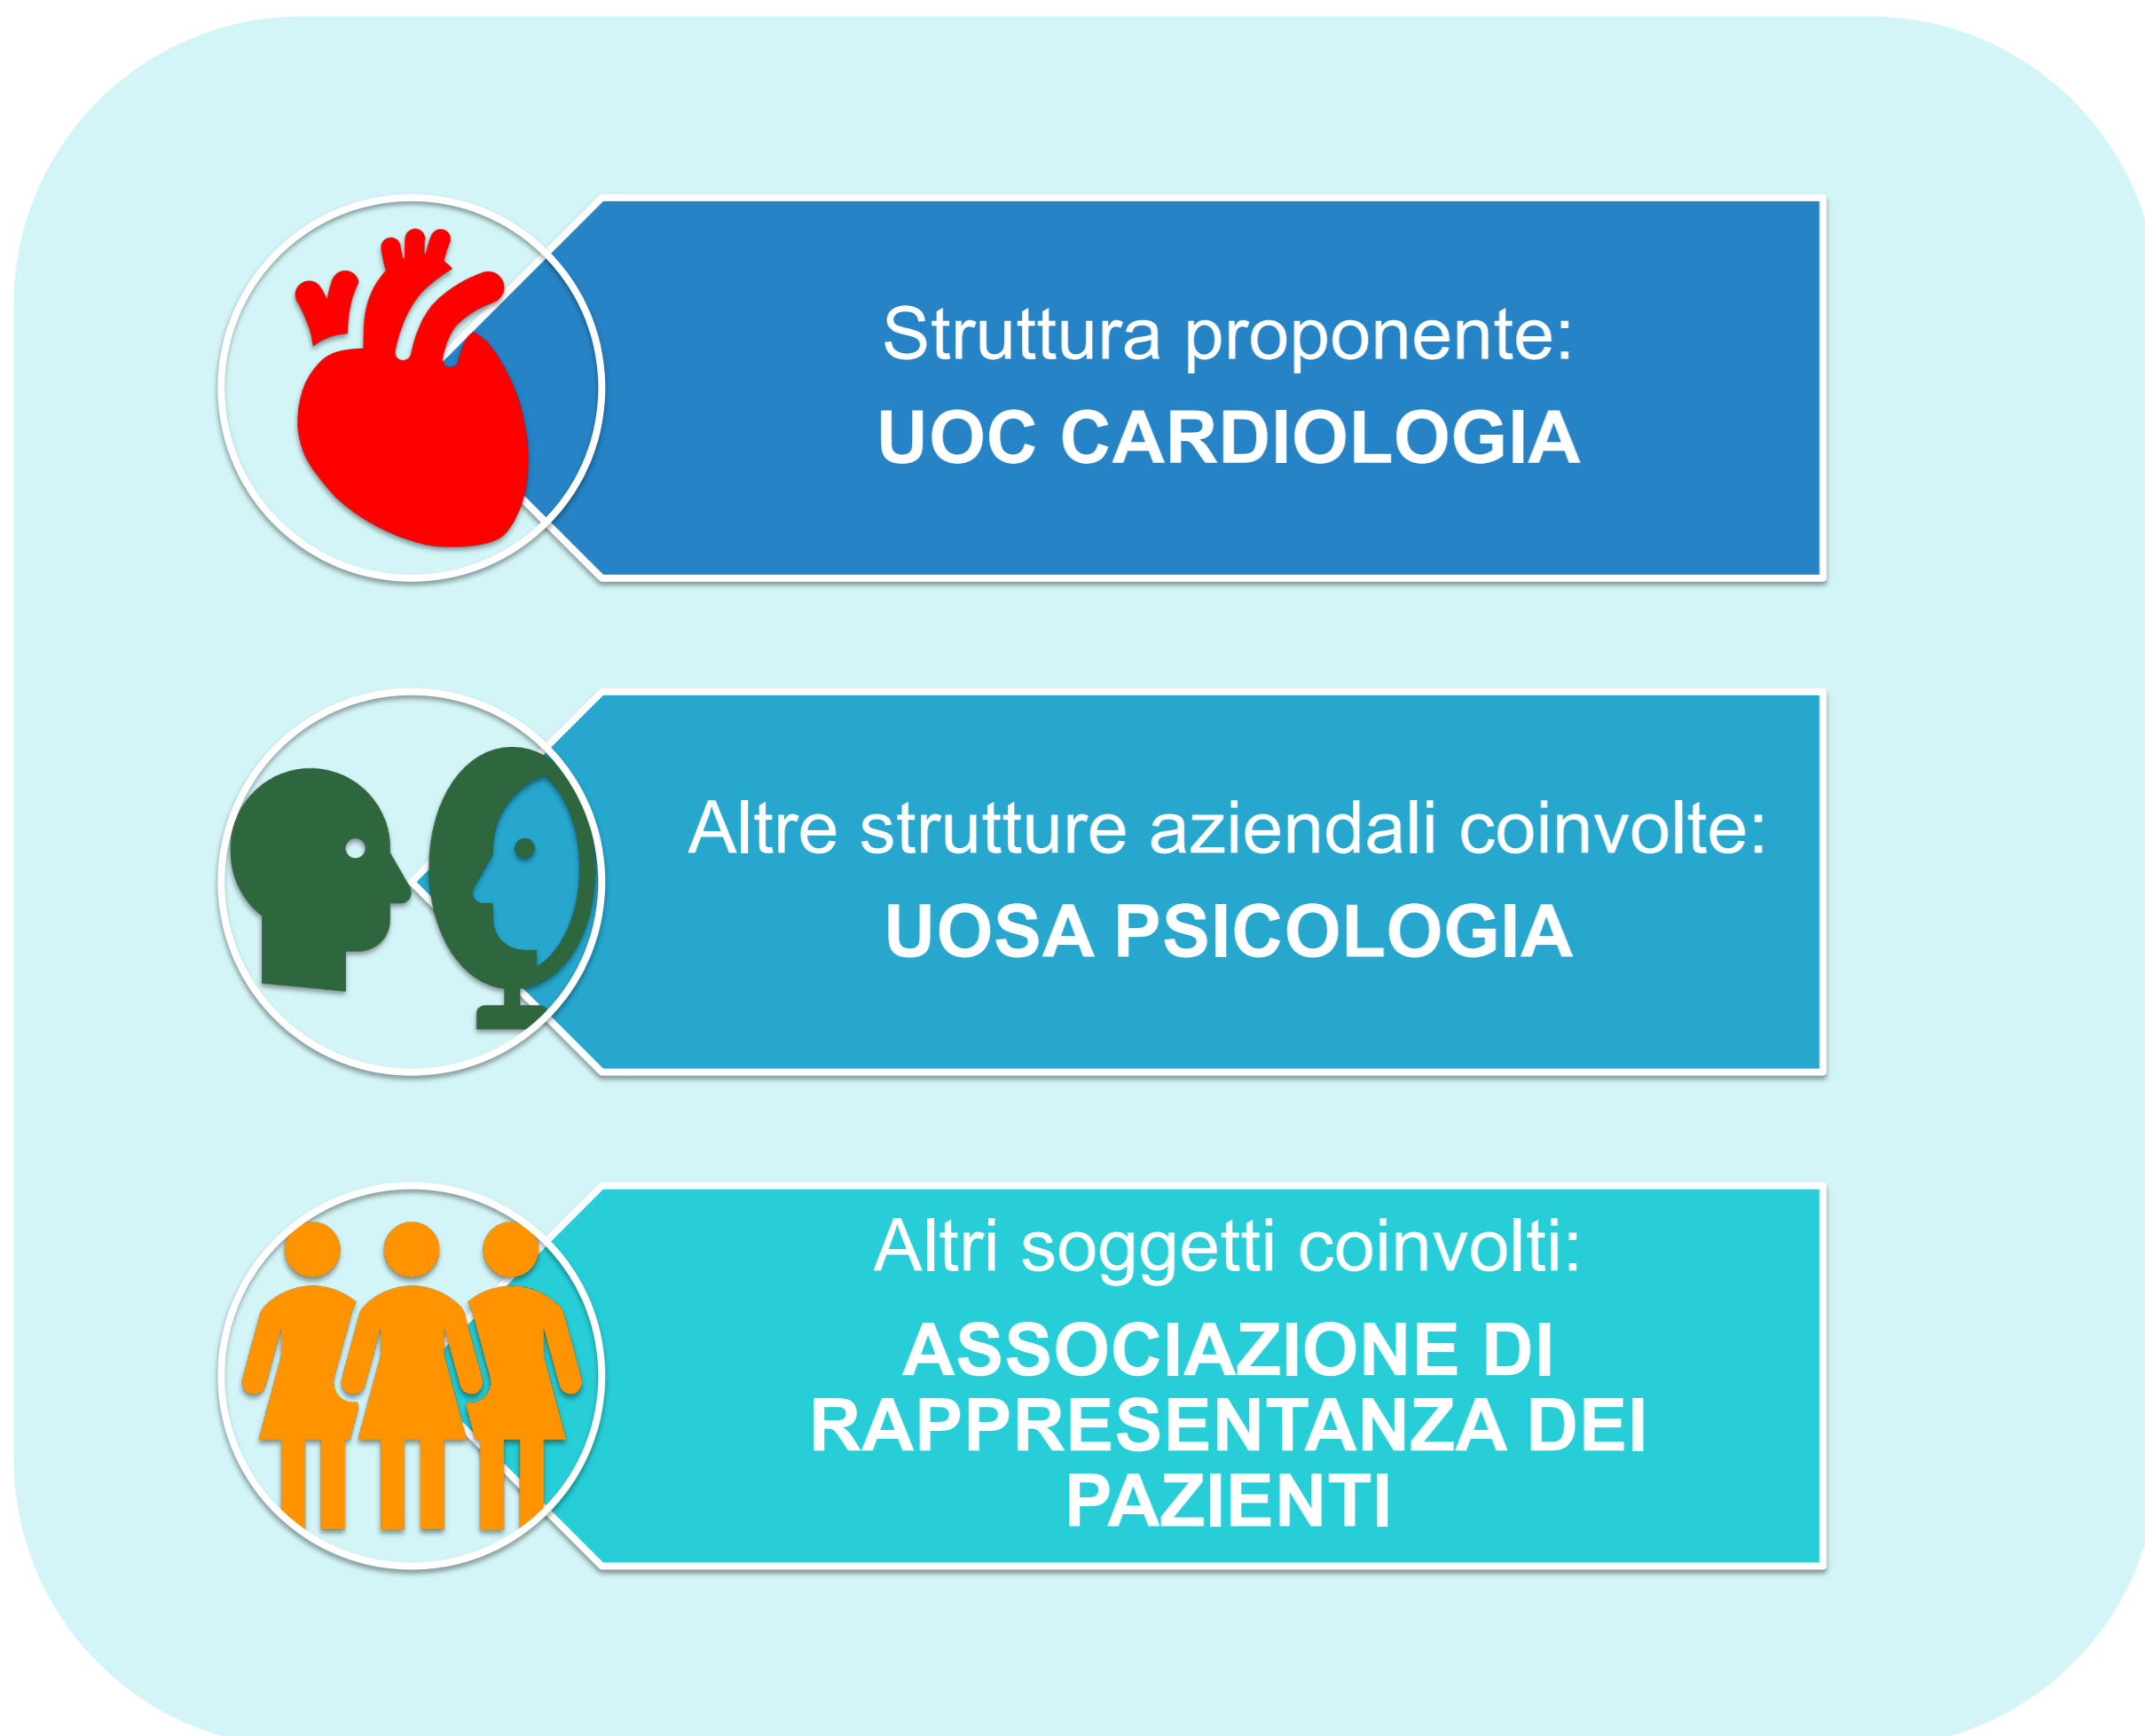 Struttura proponente:
UOC CARDIOLOGIA
Altre strutture aziendali coinvolte:
UOSA PSICOLOGIA
Altri soggetti coinvolti:
ASSOCIAZIONE DI
RAPPRESENTANZA DEI
PAZIENTI